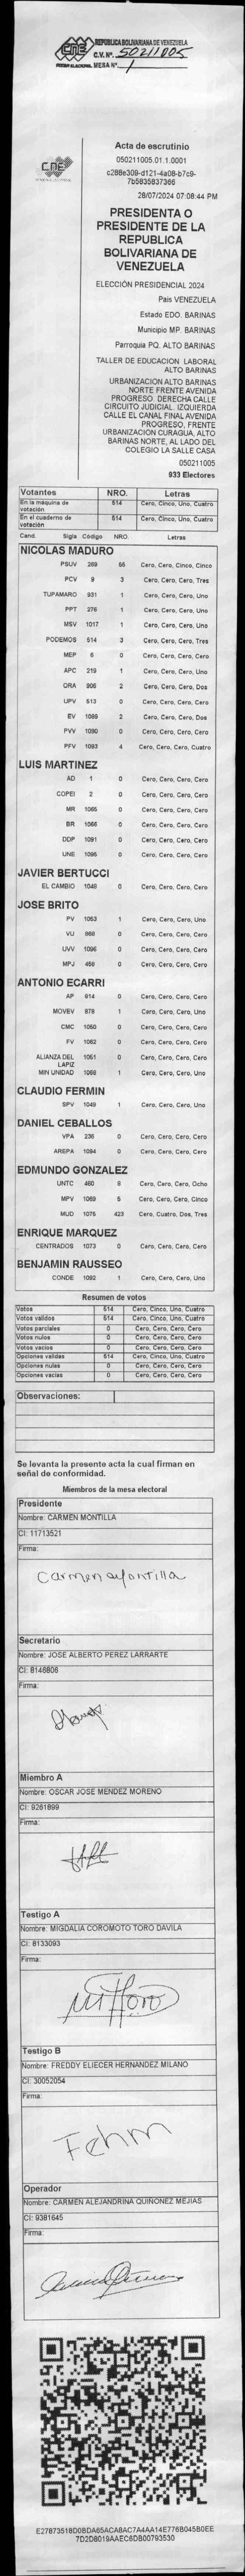 REPUBLICA BOLIVARIANA DE VENEZUELA
CNE
C.V. Nº. 50211005
PODER ELECTORAL MESA Nº. 1
CNE
Acta de escrutinio
050211005.01.1.0001
c288e309-d121-4a08-b7c9-
7b5835837366
28/07/2024 07:08:44 PM
PRESIDENTA O
PRESIDENTE DE LA
REPUBLICA
BOLIVARIANA DE
VENEZUELA
ELECCIÓN PRESIDENCIAL 2024
Pais VENEZUELA
Estado EDO. BARINAS
Municipio MP. BARINAS
Parroquia PQ. ALTO BARINAS
TALLER DE EDUCACION LABORAL
ALTO BARINAS
URBANIZACION ALTO BARINAS
NORTE FRENTE AVENIDA
PROGRESO. DERECHA CALLE
CIRCUITO JUDICIAL. IZQUIERDA
CALLE EL CANAL FINAL AVENIDA
PROGRESO, FRENTE
URBANIZACION CURAGUA, ALTO
BARINAS NORTE, AL LADO DEL
COLEGIO LA SALLE CASA
050211005
933 Electores
Votantes NRO. Letras
En la máquina de votación 514 Cero, Cinco, Uno, Cuatro
En el cuaderno de votación 514 Cero, Cinco, Uno, Cuatro
Cand. Sigla Código NRO. Letras
NICOLAS MADURO
PSUV 269 55 Cero, Cero, Cinco, Cinco
PCV 9 3 Cero, Cero, Cero, Tres
TUPAMARO 931 1 Cero, Cero, Cero, Uno
PPT 276 1 Cero, Cero, Cero, Uno
MSV 1017 1 Cero, Cero, Cero, Uno
PODEMOS 514 3 Cero, Cero, Cero, Tres
MEP 6 0 Cero, Cero, Cero, Cero
APC 219 1 Cero, Cero, Cero, Uno
ORA 906 2 Cero, Cero, Cero, Dos
UPV 513 0 Cero, Cero, Cero, Cero
EV 1089 2 Cero, Cero, Cero, Dos
PVV 1090 0 Cero, Cero, Cero, Cero
PFV 1093 4 Cero, Cero, Cero, Cuatro
LUIS MARTINEZ
AD 1 0 Cero, Cero, Cero, Cero
COPEI 2 0 Cero, Cero, Cero, Cero
MR 1065 0 Cero, Cero, Cero, Cero
BR 1066 0 Cero, Cero, Cero, Cero
DDP 1091 0 Cero, Cero, Cero, Cero
UNE 1095 0 Cero, Cero, Cero, Cero
JAVIER BERTUCCI
EL CAMBIO 1048 0 Cero, Cero, Cero, Cero
JOSE BRITO
PV 1053 1 Cero, Cero, Cero, Uno
VU 868 0 Cero, Cero, Cero, Cero
UVV 1096 0 Cero, Cero, Cero, Cero
MPJ 456 0 Cero, Cero, Cero, Cero
ANTONIO ECARRI
AP 814 0 Cero, Cero, Cero, Cero
MOVEV 878 1 Cero, Cero, Cero, Uno
CMC 1050 0 Cero, Cero, Cero, Cero
FV 1062 0 Cero, Cero, Cero, Cero
ALIANZA DEL LAPIZ 1051 0 Cero, Cero, Cero, Cero
MIN UNIDAD 1088 1 Cero, Cero, Cero, Uno
CLAUDIO FERMIN
SPV 1049 1 Cero, Cero, Cero, Uno
DANIEL CEBALLOS
VPA 236 0 Cero, Cero, Cero, Cero
AREPA 1094 0 Cero, Cero, Cero, Cero
EDMUNDO GONZALEZ
UNTC 460 8 Cero, Cero, Cero, Ocho
MPV 1069 5 Cero, Cero, Cero, Cinco
MUD 1075 423 Cero, Cuatro, Dos, Tres
ENRIQUE MARQUEZ
CENTRADOS 1073 0 Cero, Cero, Cero, Cero
BENJAMIN RAUSSEO
CONDE 1092 1 Cero, Cero, Cero, Uno
Resumen de votos
Votos 514 Cero, Cinco, Uno, Cuatro
Votos validos 514 Cero, Cinco, Uno, Cuatro
Votos parciales 0 Cero, Cero, Cero, Cero
Votos nulos 0 Cero, Cero, Cero, Cero
Votos vacios 0 Cero, Cero, Cero, Cero
Opciones validas 514 Cero, Cinco, Uno, Cuatro
Opciones nulas 0 Cero, Cero, Cero, Cero
Opciones vacias 0 Cero, Cero, Cero, Cero
Observaciones:
Se levanta la presente acta la cual firman en
señal de conformidad.
Miembros de la mesa electoral
Presidente
Nombre: CARMEN MONTILLA
CI: 11713521
Firma:
Carmen Montilla
Secretario
Nombre: JOSE ALBERTO PEREZ LARRARTE
CI: 8146806
Firma:
Miembro A
Nombre: OSCAR JOSE MENDEZ MORENO
CI: 9261899
Firma:
Testigo A
Nombre: MIGDALIA COROMOTO TORO DAVILA
CI: 8133093
Firma:
Testigo B
Nombre: FREDDY ELIECER HERNANDEZ MILANO
CI: 30052054
Firma:
Operador
Nombre: CARMEN ALEJANDRINA QUIÑONEZ MEJIAS
CI: 9381645
Firma:
E27873518D0BDA65ACA8AC7A4AA14E776B045B0EE
7D2D8019AAEC6DB00793530